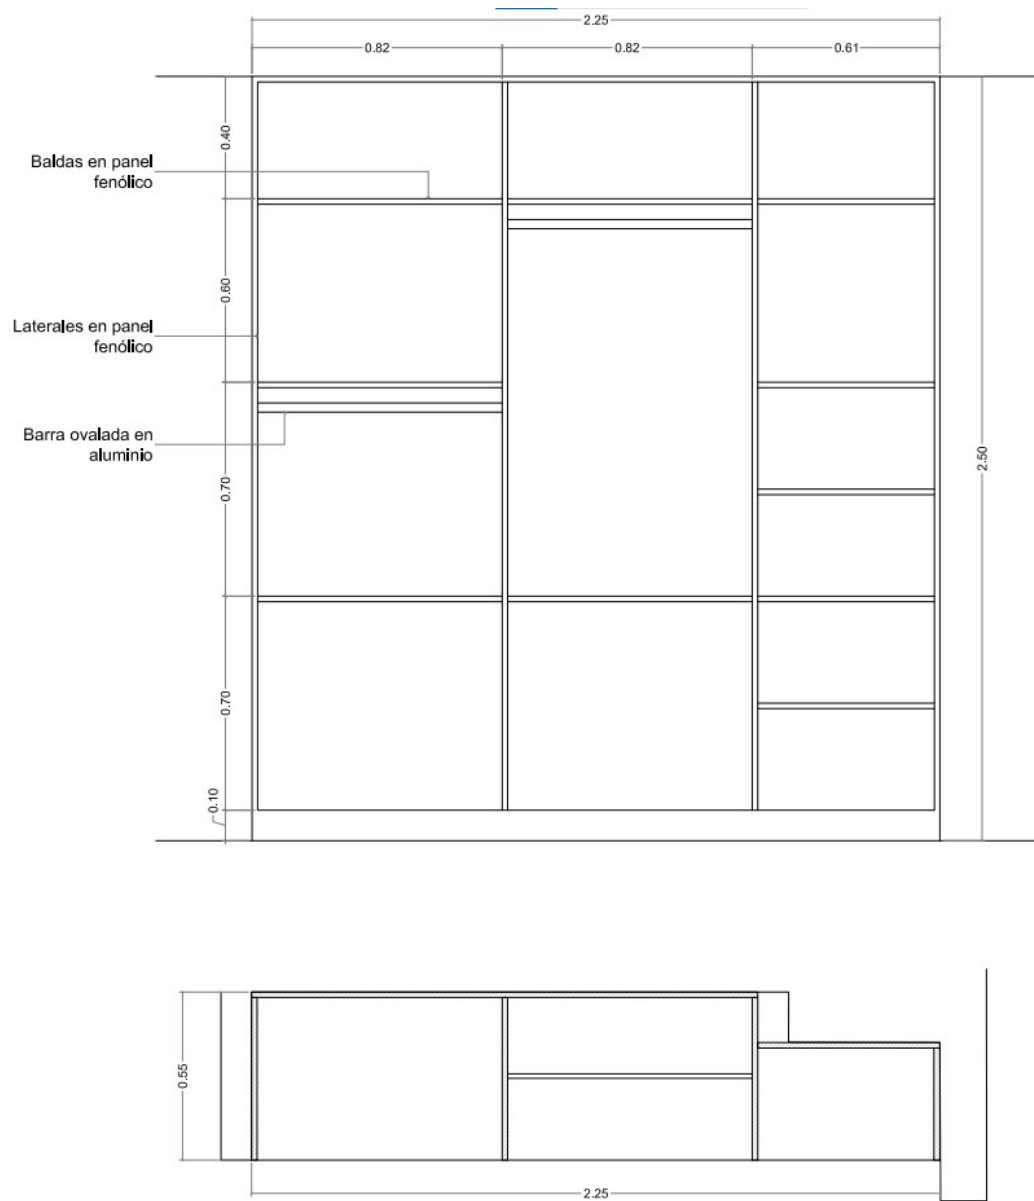 2.25
0.82
0.82
0.61
0.40
Baldas en panel
fenólico
0.60
Laterales en panel
fenólico
Barra ovalada en
aluminio
2.50
0.70
0.70
0.10
0.55
2.25